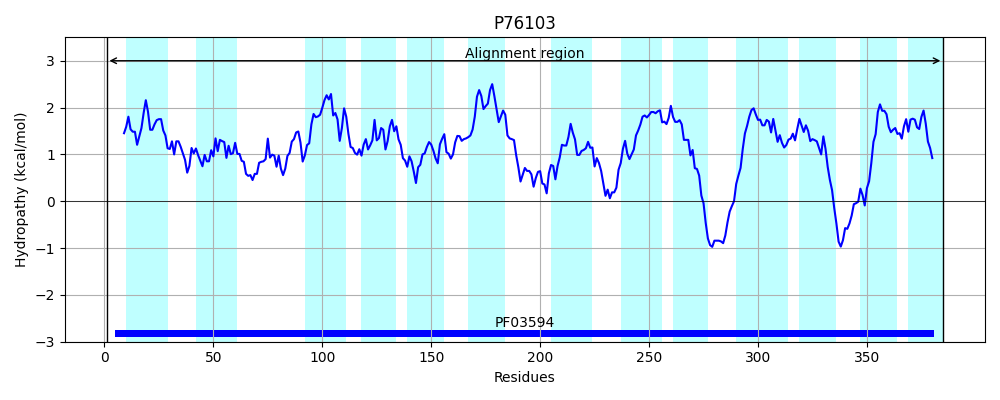 P76103
Alignment region
Hydropathy (kcal/mol)
3
2
1
0
−1
−2
−3
PF03594
0 50 100 150 200 250 300 350
Residues